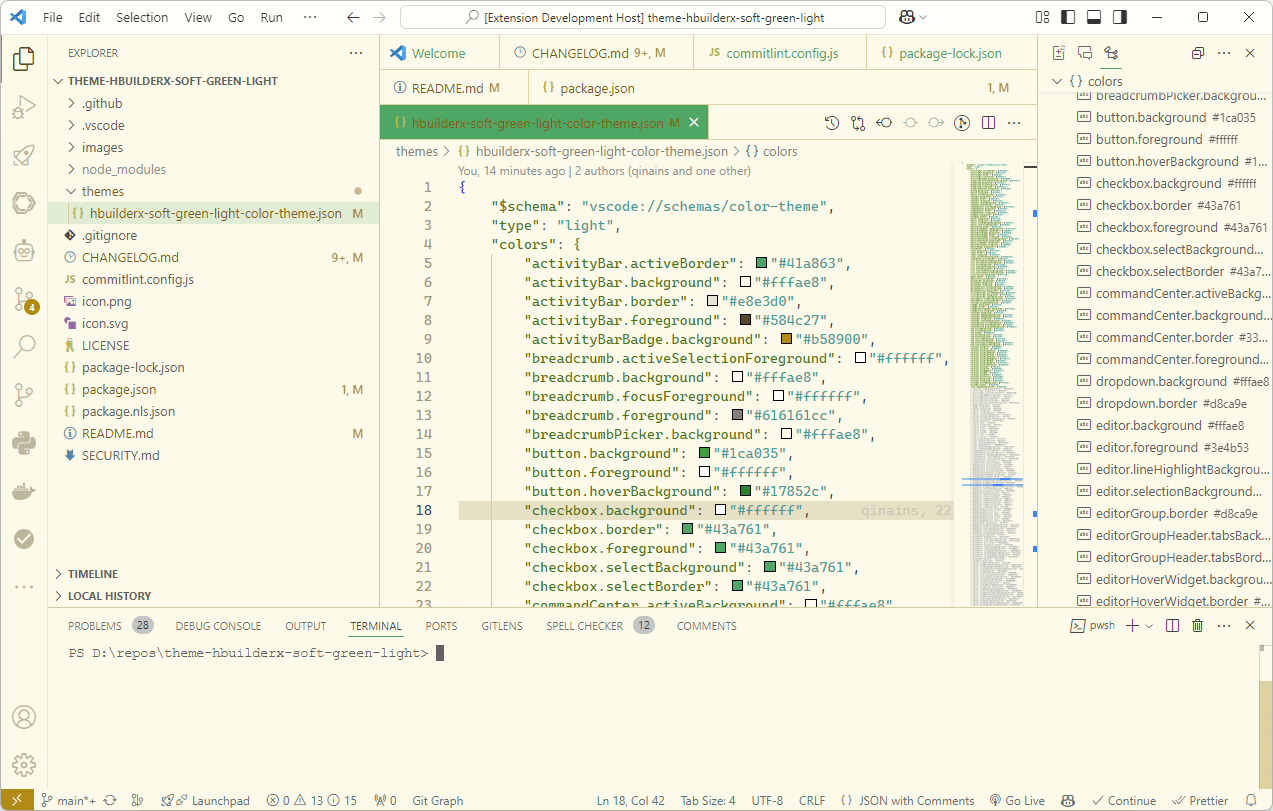 File Edit Selection View Go Run ··· [Extension Development Host] theme-hbuilderx-soft-green-light
EXPLORER
THEME-HBUILDERX-SOFT-GREEN-LIGHT
.github
.vscode
images
node_modules
themes
{} hbuilderx-soft-green-light-color-theme.json M
.gitignore
CHANGELOG.md 9+, M
JS commitlint.config.js
icon.png
icon.svg
LICENSE
{} package-lock.json
{} package.json 1, M
{} package.nls.json
README.md M
SECURITY.md
TIMELINE
LOCAL HISTORY
4
Welcome
CHANGELOG.md 9+, M
JS commitlint.config.js
{} package-lock.json
README.md M
{} package.json 1, M
{} hbuilderx-soft-green-light-color-theme.json M
themes > {} hbuilderx-soft-green-light-color-theme.json > {} colors
You, 14 minutes ago | 2 authors (qinains and one other)
1 {
2 "$schema": "vscode://schemas/color-theme",
3 "type": "light",
4 "colors": {
5 "activityBar.activeBorder": "#41a863",
6 "activityBar.background": "#fffae8",
7 "activityBar.border": "#e8e3d0",
8 "activityBar.foreground": "#584c27",
9 "activityBarBadge.background": "#b58900",
10 "breadcrumb.activeSelectionForeground": "#ffffff",
11 "breadcrumb.background": "#fffae8",
12 "breadcrumb.focusForeground": "#ffffff",
13 "breadcrumb.foreground": "#616161cc",
14 "breadcrumbPicker.background": "#fffae8",
15 "button.background": "#1ca035",
16 "button.foreground": "#ffffff",
17 "button.hoverBackground": "#17852c",
18 "checkbox.background": "#ffffff", qinains, 22
19 "checkbox.border": "#43a761",
20 "checkbox.foreground": "#43a761",
21 "checkbox.selectBackground": "#43a761",
22 "checkbox.selectBorder": "#43a761",
23 "commandCenter.activeBackground": "#fffae8"
{} colors
breadcrumbPicker.backgrou...
button.background #1ca035
button.foreground #ffffff
button.hoverBackground #1...
checkbox.background #ffffff
checkbox.border #43a761
checkbox.foreground #43a761
checkbox.selectBackground...
checkbox.selectBorder #43a7...
commandCenter.activeBackg...
commandCenter.background...
commandCenter.border #33...
commandCenter.foreground...
dropdown.background #fffae8
dropdown.border #d8ca9e
editor.background #fffae8
editor.foreground #3e4b53
editor.lineHighlightBackgrou...
editor.selectionBackground...
editorGroup.border #d8ca9e
editorGroupHeader.tabsBack...
editorGroupHeader.tabsBord...
editorHoverWidget.backgrou...
editorHoverWidget.border #...
PROBLEMS 28 DEBUG CONSOLE OUTPUT TERMINAL PORTS GITLENS SPELL CHECKER 12 COMMENTS pwsh
PS D:\repos\theme-hbuilderx-soft-green-light>
main*+ Launchpad 0 13 15 0 Git Graph Ln 18, Col 42 Tab Size: 4 UTF-8 CRLF {} JSON with Comments Go Live Continue Prettier